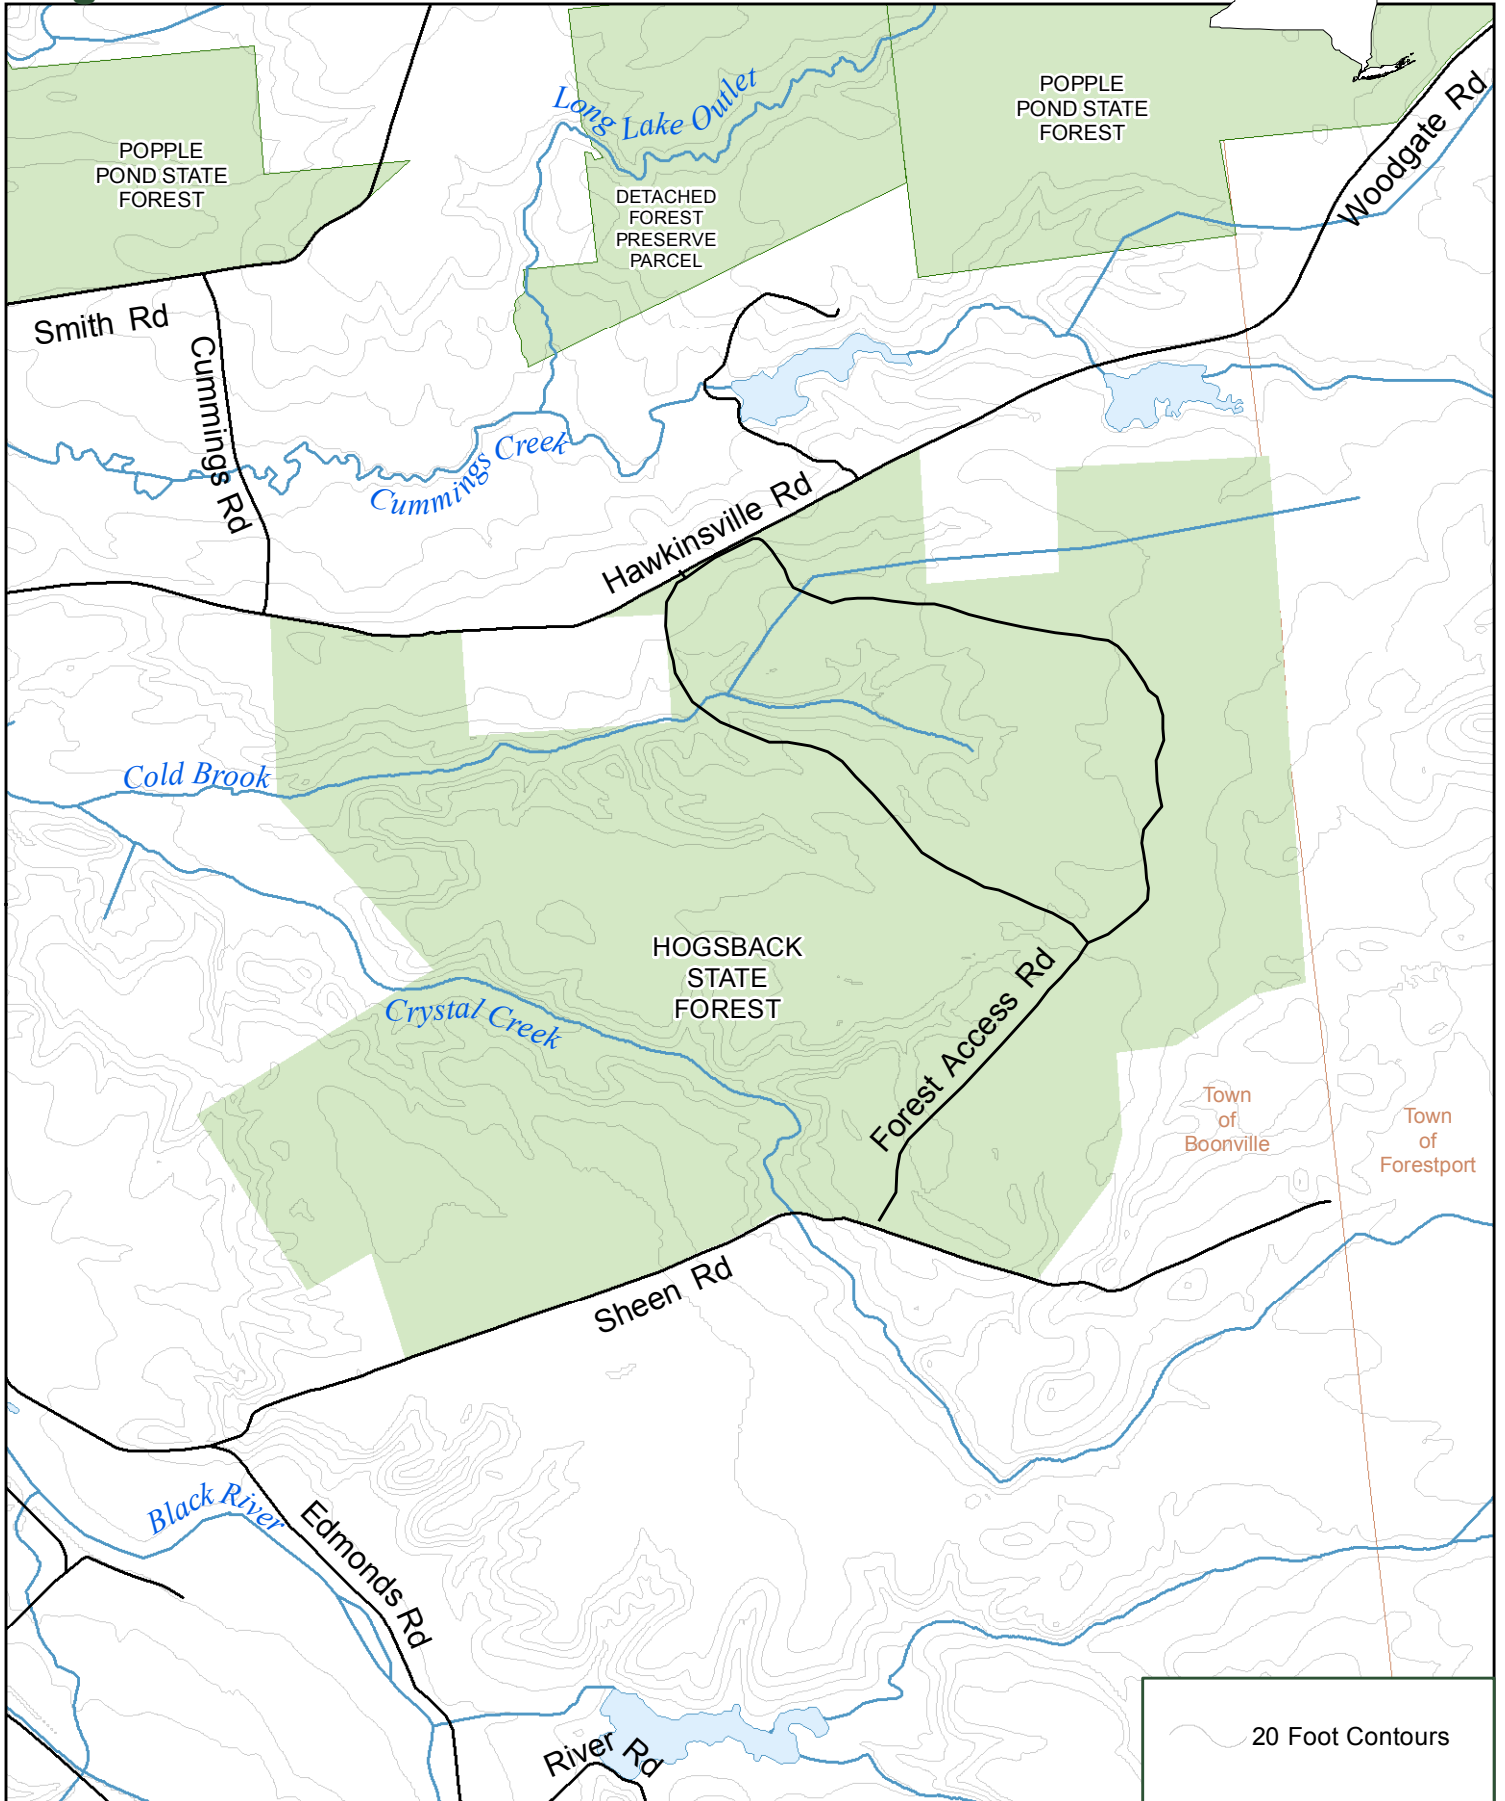 Long Lake Outlet
POPPLE
POND STATE
FOREST
Woodgate Rd
POPPLE
POND STATE
FOREST
DETACHED
FOREST
PRESERVE
PARCEL
Smith Rd
Cummings Rd
Cummings Creek
Hawkinsville Rd
Cold Brook
HOGSBACK
STATE
FOREST
Crystal Creek
Forest Access Rd
Town
of
Boonville
Town
of
Forestport
Sheen Rd
Black River
Edmonds Rd
River Rd
20 Foot Contours